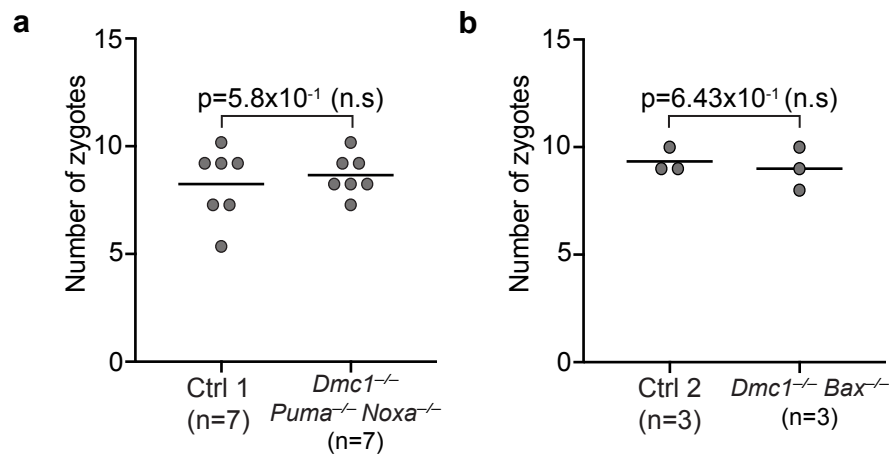 a
15
10
5
0
Number of zygotes
p=5.8x10⁻¹ (n.s)
Ctrl 1
(n=7)
Dmc1⁻/⁻
Puma⁻/⁻ Noxa⁻/⁻
(n=7)
b
15
10
5
0
Number of zygotes
p=6.43x10⁻¹ (n.s)
Ctrl 2
(n=3)
Dmc1⁻/⁻ Bax⁻/⁻
(n=3)